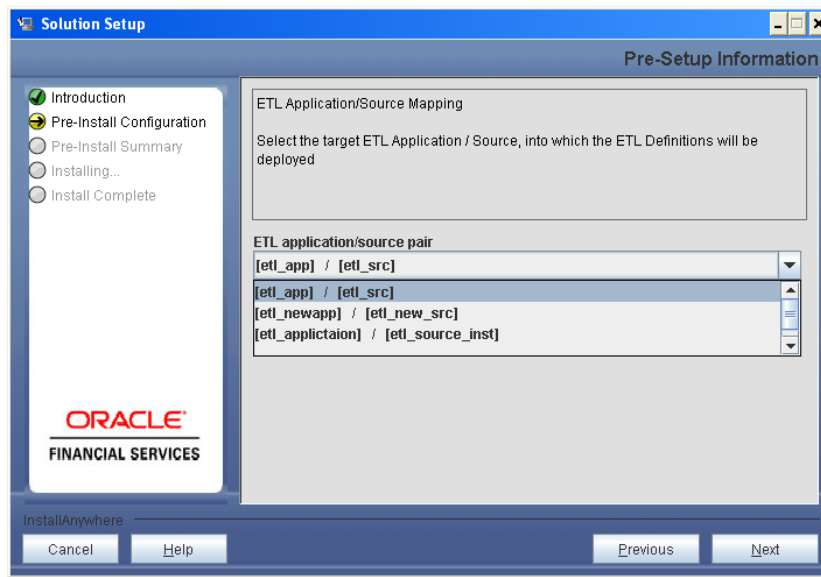 Solution Setup
Pre-Setup Information
Introduction
Pre-Install Configuration
Pre-Install Summary
Installing...
Install Complete
ORACLE'
FINANCIAL SERVICES
ETL Application/Source Mapping
Select the target ETL Application / Source, into which the ETL Definitions will be
deployed
ETL application/source pair
[etl_app] / [etl_src]
[etl_app] / [etl_src]
[etl_newapp] / [etl_new_src]
[etl_applictaion] / [etl_source_inst]
InstallAnywhere
Cancel
Help
Previous
Next